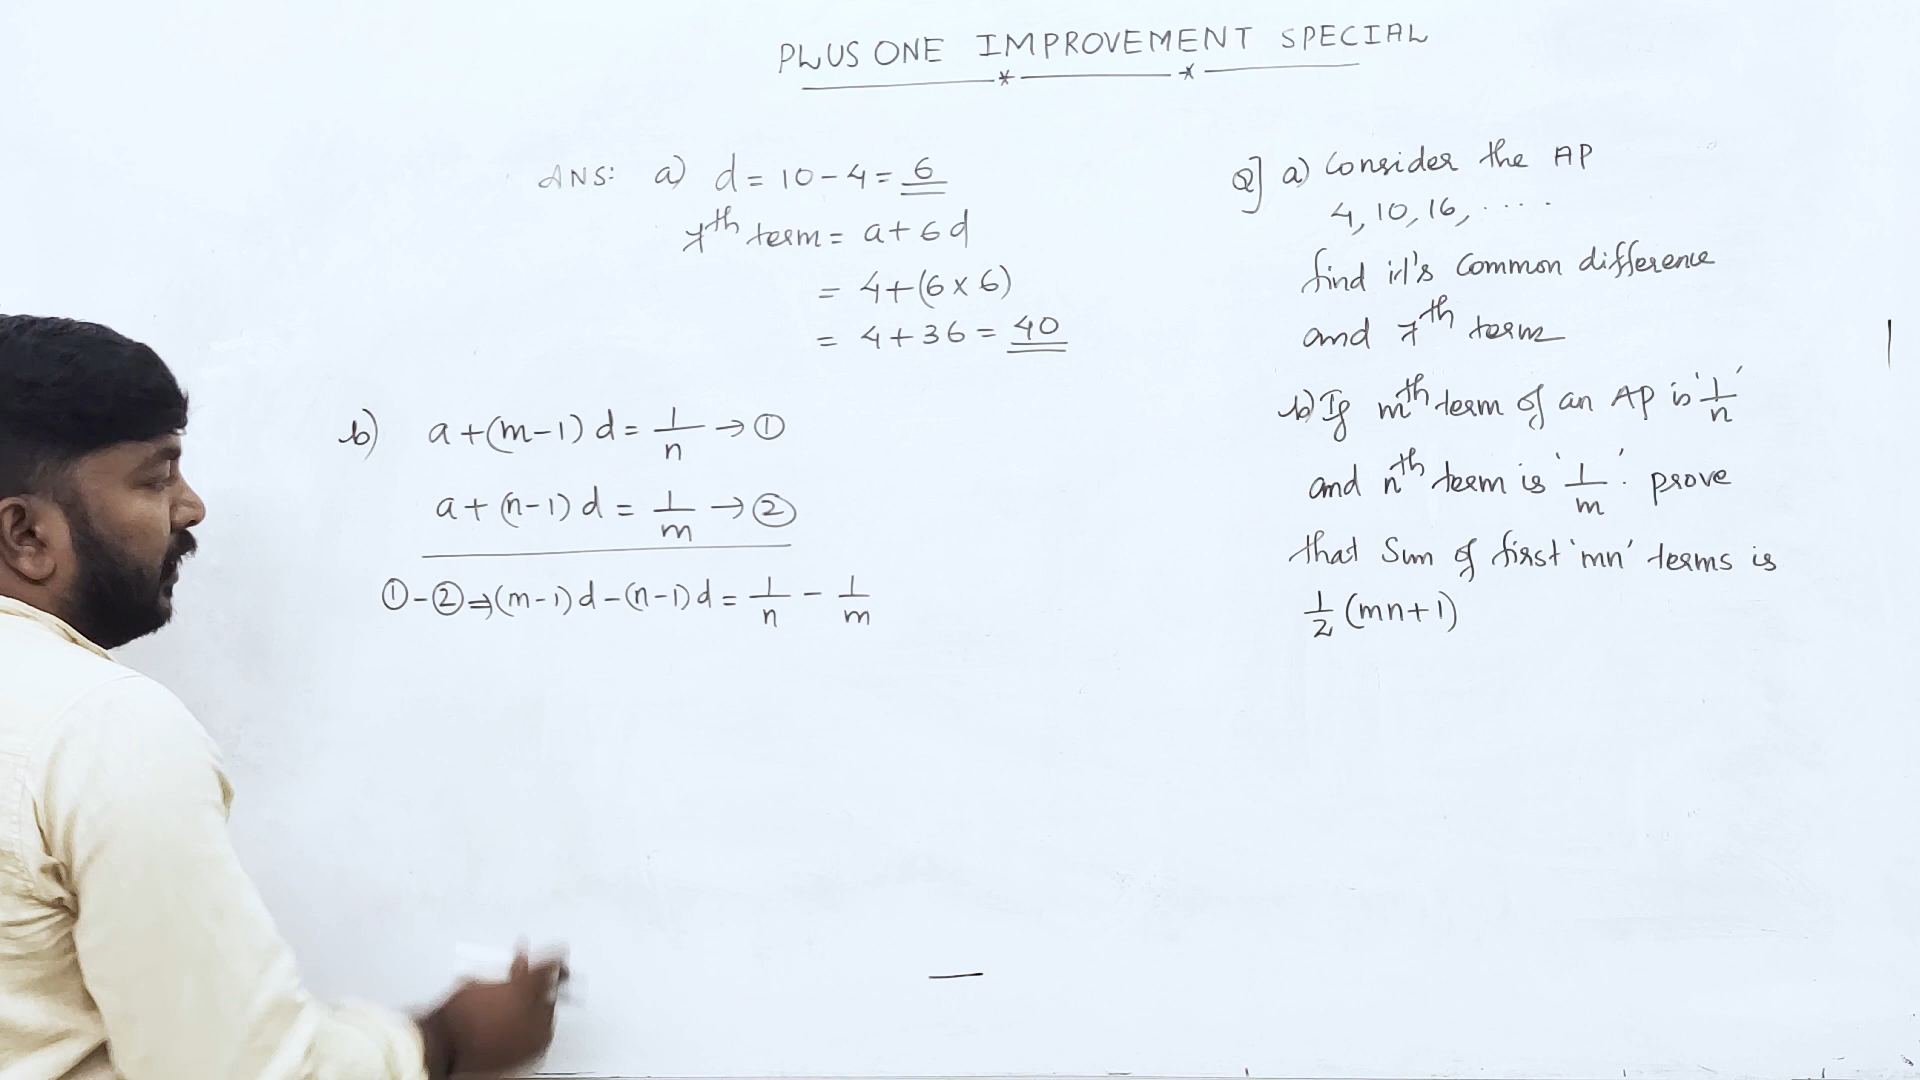 PLUS ONE IMPROVEMENT SPECIAL
ANS: a) d = 10 - 4 = 6
7th term = a + 6d
= 4 + (6 × 6)
= 4 + 36 = 40
b) a + (m-1) d = 1/n → ①
a + (n-1) d = 1/m → ②
① - ② ⇒ (m-1) d - (n-1) d = 1/n - 1/m
Q] a) Consider the AP
4, 10, 16, .....
find it's common difference
and 7th term
b) If mth term of an AP is '1/n'
and nth term is '1/m'. prove
that Sum of first 'mn' terms is
1/2 (mn+1)